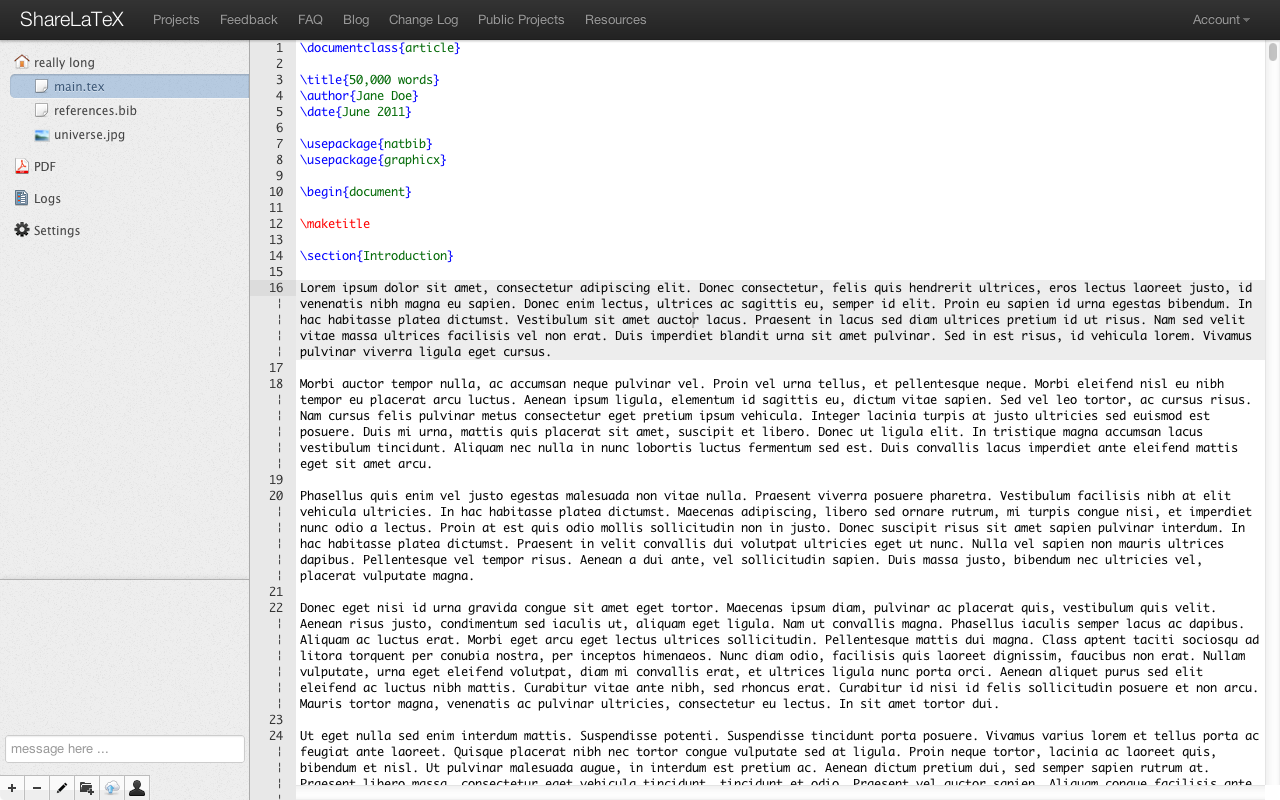 ShareLaTeX Projects Feedback FAQ Blog Change Log Public Projects Resources Account
really long
main.tex
references.bib
universe.jpg
PDF
Logs
Settings
message here ...
1 \documentclass{article}
2
3 \title{50,000 words}
4 \author{Jane Doe}
5 \date{June 2011}
6
7 \usepackage{natbib}
8 \usepackage{graphicx}
9
10 \begin{document}
11
12 \maketitle
13
14 \section{Introduction}
15
16 Lorem ipsum dolor sit amet, consectetur adipiscing elit. Donec consectetur, felis quis hendrerit ultrices, eros lectus laoreet justo, id
venenatis nibh magna eu sapien. Donec enim lectus, ultrices ac sagittis eu, semper id elit. Proin eu sapien id urna egestas bibendum. In
hac habitasse platea dictumst. Vestibulum sit amet auctor lacus. Praesent in lacus sed diam ultrices pretium id ut risus. Nam sed velit
vitae massa ultrices facilisis vel non erat. Duis imperdiet blandit urna sit amet pulvinar. Sed in est risus, id vehicula lorem. Vivamus
pulvinar viverra ligula eget cursus.
17
18 Morbi auctor tempor nulla, ac accumsan neque pulvinar vel. Proin vel urna tellus, et pellentesque neque. Morbi eleifend nisl eu nibh
tempor eu placerat arcu luctus. Aenean ipsum ligula, elementum id sagittis eu, dictum vitae sapien. Sed vel leo tortor, ac cursus risus.
Nam cursus felis pulvinar metus consectetur eget pretium ipsum vehicula. Integer lacinia turpis at justo ultricies sed euismod est
posuere. Duis mi urna, mattis quis placerat sit amet, suscipit et libero. Donec ut ligula elit. In tristique magna accumsan lacus
vestibulum tincidunt. Aliquam nec nulla in nunc lobortis luctus fermentum sed est. Duis convallis lacus imperdiet ante eleifend mattis
eget sit amet arcu.
19
20 Phasellus quis enim vel justo egestas malesuada non vitae nulla. Praesent viverra posuere pharetra. Vestibulum facilisis nibh at elit
vehicula ultricies. In hac habitasse platea dictumst. Maecenas adipiscing, libero sed ornare rutrum, mi turpis congue nisi, et imperdiet
nunc odio a lectus. Proin at est quis odio mollis sollicitudin non in justo. Donec suscipit risus sit amet sapien pulvinar interdum. In
hac habitasse platea dictumst. Praesent in velit convallis dui volutpat ultricies eget ut nunc. Nulla vel sapien non mauris ultrices
dapibus. Pellentesque vel tempor risus. Aenean a dui ante, vel sollicitudin sapien. Duis massa justo, bibendum nec ultricies vel,
placerat vulputate magna.
21
22 Donec eget nisi id urna gravida congue sit amet eget tortor. Maecenas ipsum diam, pulvinar ac placerat quis, vestibulum quis velit.
Aenean risus justo, condimentum sed iaculis ut, aliquam eget ligula. Nam ut convallis magna. Phasellus iaculis semper lacus ac dapibus.
Aliquam ac luctus erat. Morbi eget arcu eget lectus ultrices sollicitudin. Pellentesque mattis dui magna. Class aptent taciti sociosqu ad
litora torquent per conubia nostra, per inceptos himenaeos. Nunc diam odio, facilisis quis laoreet dignissim, faucibus non erat. Nullam
vulputate, urna eget eleifend volutpat, diam mi convallis erat, et ultrices ligula nunc porta orci. Aenean aliquet purus sed elit
eleifend ac luctus nibh mattis. Curabitur vitae ante nibh, sed rhoncus erat. Curabitur id nisi id felis sollicitudin posuere et non arcu.
Mauris tortor magna, venenatis ac pulvinar ultricies, consectetur eu lectus. In sit amet tortor dui.
23
24 Ut eget nulla sed enim interdum mattis. Suspendisse potenti. Suspendisse tincidunt porta posuere. Vivamus varius lorem et tellus porta ac
feugiat ante laoreet. Quisque placerat nibh nec tortor congue vulputate sed at ligula. Proin neque tortor, lacinia ac laoreet quis,
bibendum et nisl. Ut pulvinar malesuada augue, in interdum est pretium ac. Aenean dictum pretium dui, sed semper sapien rutrum at.
Praesent libero massa, consectetur eget vehicula tincidunt, tincidunt et odio. Praesent vel auctor sapien. Aliquam congue facilisis ante